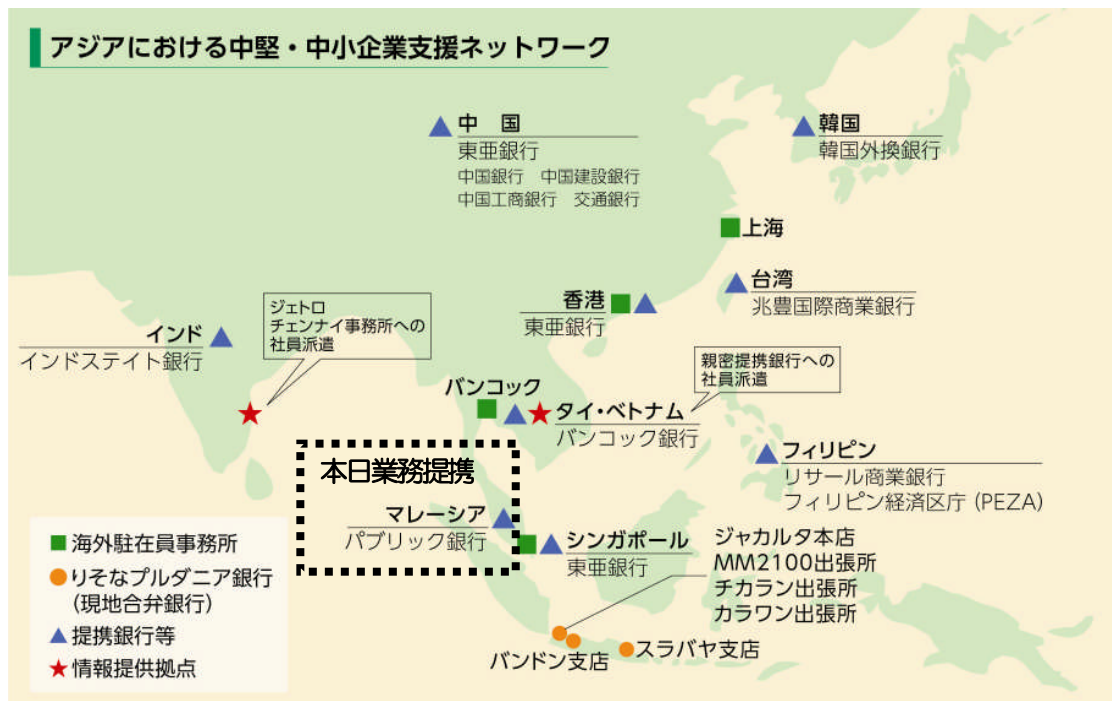 アジアにおける中堅・中小企業支援ネットワーク
中　国
東亜銀行
中国銀行　中国建設銀行
中国工商銀行　交通銀行
韓国
韓国外換銀行
上海
台湾
兆豊国際商業銀行
香港
東亜銀行
ジェトロ
チェンナイ事務所への
社員派遣
インド
インドステイト銀行
親密提携銀行への
社員派遣
バンコック
タイ・ベトナム
バンコック銀行
フィリピン
リサール商業銀行
フィリピン経済区庁（PEZA）
本日業務提携
マレーシア
パブリック銀行
シンガポール
東亜銀行
ジャカルタ本店
MM2100出張所
チカラン出張所
カラワン出張所
バンドン支店
スラバヤ支店
海外駐在員事務所
りそなプルダニア銀行
（現地合弁銀行）
提携銀行等
情報提供拠点